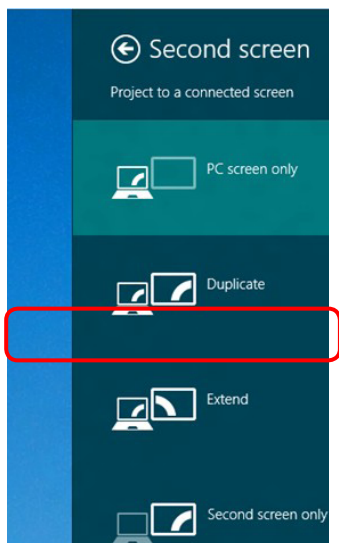 Second screen
Project to a connected screen
PC screen only
Duplicate
Extend
Second screen only